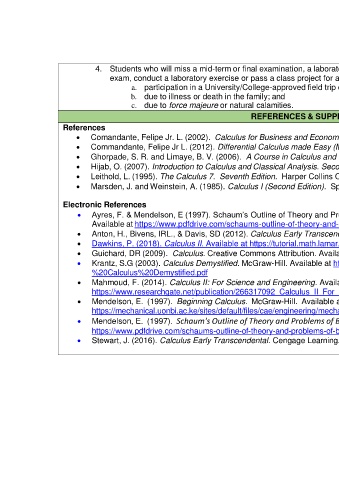 4. Students who will miss a mid-term or final examination, a laborat
exam, conduct a laboratory exercise or pass a class project for a
a. participation in a University/College-approved field trip
b. due to illness or death in the family; and
c. due to force majeure or natural calamities.
REFERENCES & SUPP
References
• Comandante, Felipe Jr. L. (2002). Calculus for Business and Econom
• Commandante, Felipe Jr L. (2012). Differential Calculus made Easy (
• Ghorpade, S. R. and Limaye, B. V. (2006). A Course in Calculus and
• Hijab, O. (2007). Introduction to Calculus and Classical Analysis. Seco
• Leithold, L. (1995). The Calculus 7. Seventh Edition. Harper Collins C
• Marsden, J. and Weinstein, A. (1985). Calculus I (Second Edition). Sp
Electronic References
• Ayres, F. & Mendelson, E (1997). Schaum's Outline of Theory and Pr
Available at https://www.pdfdrive.com/schaums-outline-of-theory-and-
• Anton, H., Bivens, IRL., & Davis, SD (2012). Calculus Early Transcen
• Dawkins, P. (2018). Calculus II. Available at https://tutorial.math.lamar.
• Guichard, DR (2009). Calculus. Creative Commons Attribution. Availa
• Krantz, S.G (2003). Calculus Demystified. McGraw-Hill. Available at ht
%20Calculus%20Demystified.pdf
• Mahmoud, F. (2014). Calculus II: For Science and Engineering. Availa
https://www.researchgate.net/publication/266317092_Calculus_II_For_
• Mendelson, E. (1997). Beginning Calculus. McGraw-Hill. Available a
https://mechanical.uonbi.ac.ke/sites/default/files/cae/engineering/mecha
• Mendelson, E. (1997). Schaum's Outline of Theory and Problems of B
https://www.pdfdrive.com/schaums-outline-of-theory-and-problems-of-b
• Stewart, J. (2016). Calculus Early Transcendental. Cengage Learning.